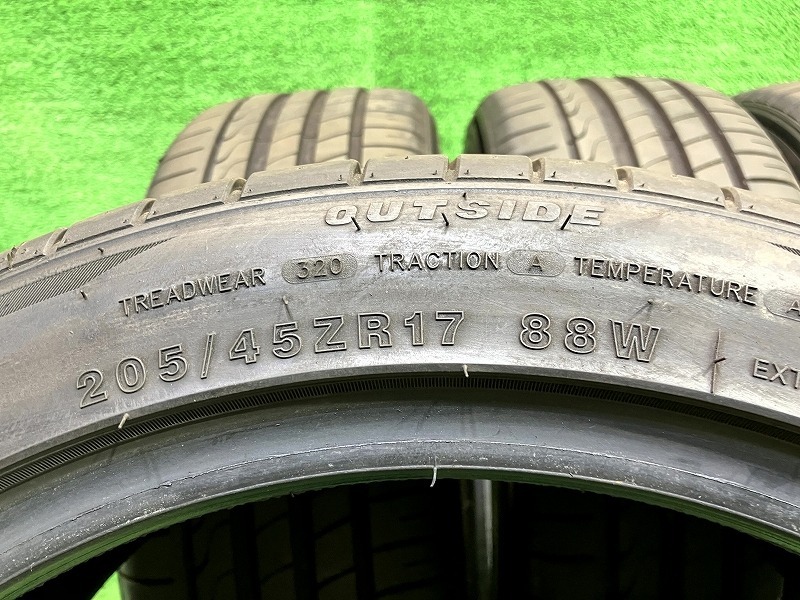 OUTSIDE
TREADWEAR 320 TRACTION A TEMPERATURE A
205/45ZR17 88W